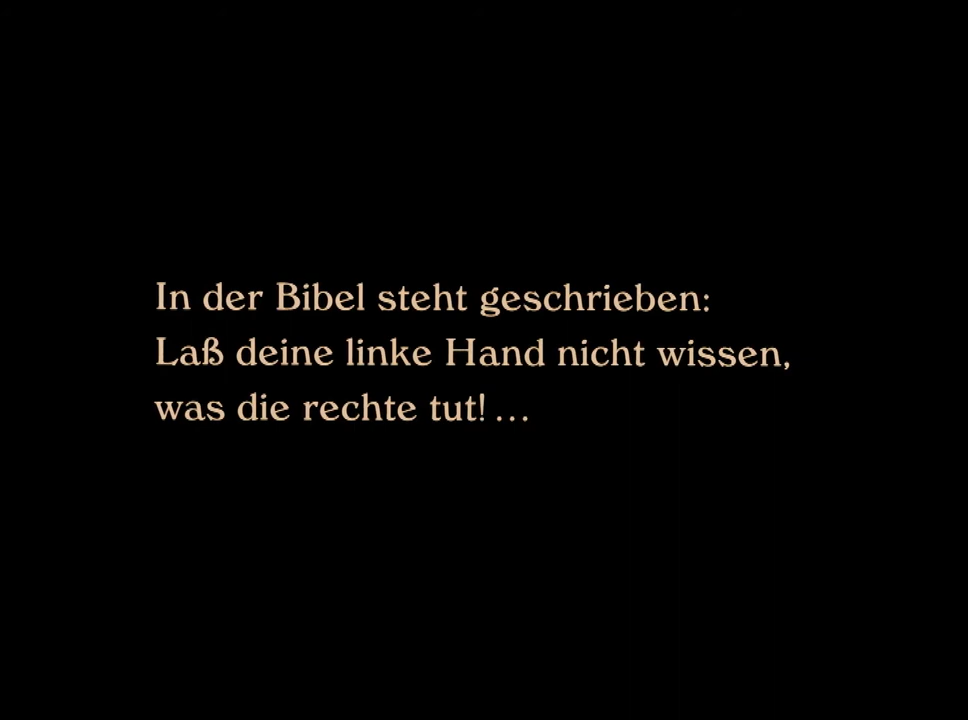 In der Bibel steht geschrieben:
Laß deine linke Hand nicht wissen,
was die rechte tut!...